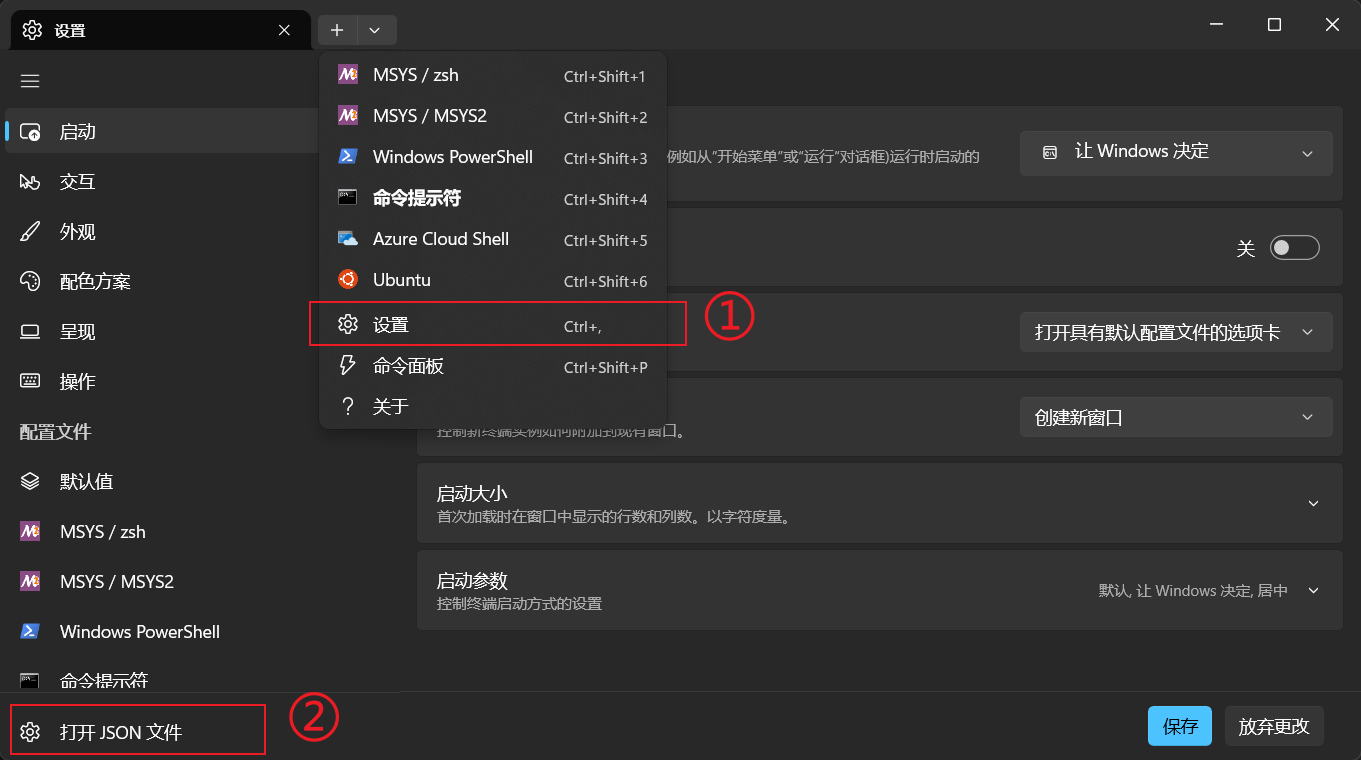 设置
MSYS / zsh Ctrl+Shift+1
MSYS / MSYS2 Ctrl+Shift+2
Windows PowerShell Ctrl+Shift+3
命令提示符 Ctrl+Shift+4
Azure Cloud Shell Ctrl+Shift+5
Ubuntu Ctrl+Shift+6
设置 Ctrl+,
①
命令面板 Ctrl+Shift+P
关于
启动
交互
外观
配色方案
呈现
操作
配置文件
默认值
MSYS / zsh
MSYS / MSYS2
Windows PowerShell
命令提示符
打开 JSON 文件
②
例如从"开始菜单"或"运行"对话框)运行时启动的
让 Windows 决定
关
打开具有默认配置文件的选项卡
控制新终端实例如何附加到现有窗口。
创建新窗口
启动大小
首次加载时在窗口中显示的行数和列数。以字符度量。
启动参数
控制终端启动方式的设置
默认, 让 Windows 决定, 居中
保存
放弃更改